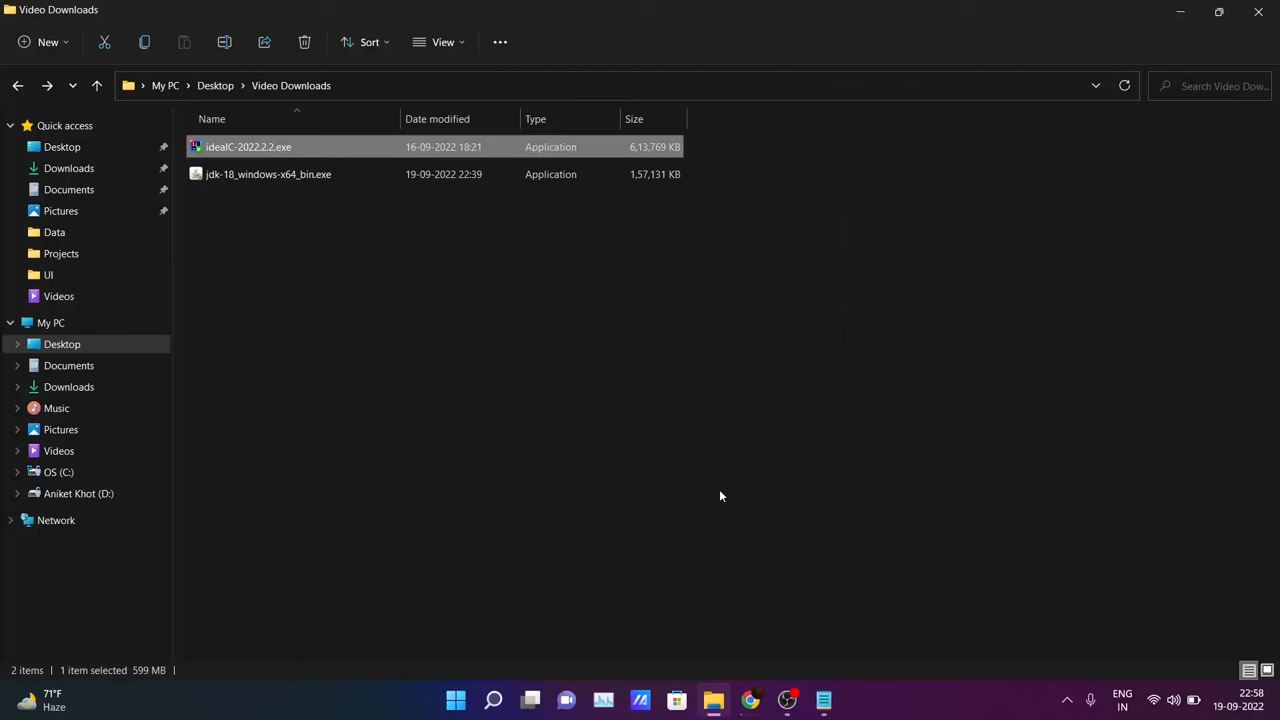 Video Downloads
New
Sort
View
My PC
Desktop
Video Downloads
Search Video Dow...
Name
Date modified
Type
Size
Quick access
Desktop
Downloads
Documents
Pictures
Data
Projects
UI
Videos
My PC
Desktop
Documents
Downloads
Music
Pictures
Videos
OS (C:)
Aniket Khot (D:)
Network
ideaIC-2022.2.2.exe 16-09-2022 18:21 Application 6,13,769 KB
jdk-18_windows-x64_bin.exe 19-09-2022 22:39 Application 1,57,131 KB
2 items 1 item selected 599 MB
71°F
Haze
ENG
IN
22:58
19-09-2022